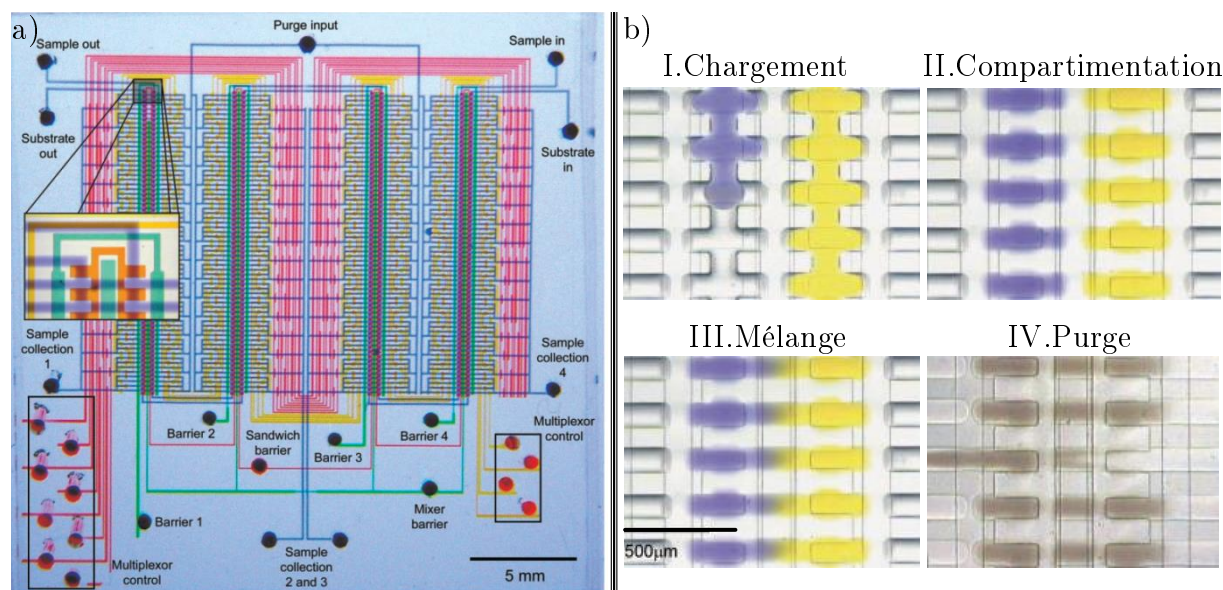 a)
Purge input
Sample out
Sample in
Substrate
out
Substrate
in
Sample
collection
1
Sample
collection
4
Barrier 2
Sandwich
barrier
Barrier 3
Barrier 4
Multiplexor
control
Barrier 1
Mixer
barrier
Multiplexor
control
Sample
collection
2 and 3
5 mm
b)
I.Chargement
II.Compartimentation
III.Mélange
IV.Purge
500µm